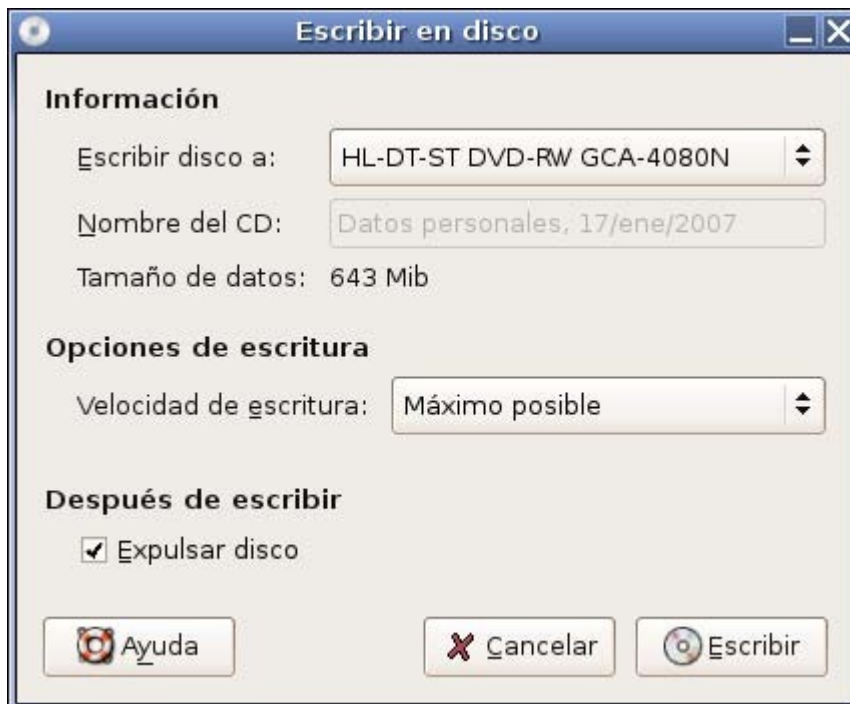 Escribir en disco
Información
Escribir disco a: HL-DT-ST DVD-RW GCA-4080N
Nombre del CD: Datos personales, 17/ene/2007
Tamaño de datos: 643 Mib
Opciones de escritura
Velocidad de escritura: Máximo posible
Después de escribir
Expulsar disco
Ayuda Cancelar Escribir